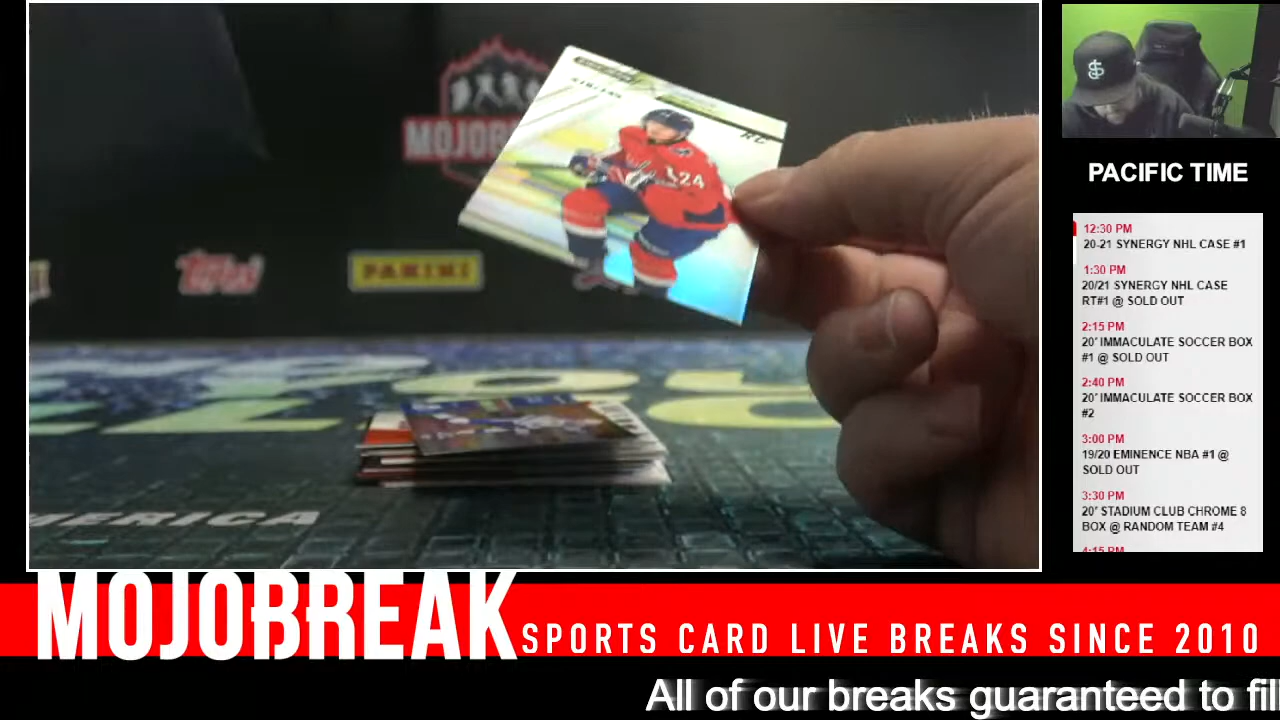 MOJOB
Topps
PANINI
24
RC
MERICA
PACIFIC TIME
12:30 PM
20-21 SYNERGY NHL CASE #1
1:30 PM
20/21 SYNERGY NHL CASE
RT#1 @ SOLD OUT
2:15 PM
20' IMMACULATE SOCCER BOX
#1 @ SOLD OUT
2:40 PM
20' IMMACULATE SOCCER BOX
#2
3:00 PM
19/20 EMINENCE NBA #1 @
SOLD OUT
3:30 PM
20' STADIUM CLUB CHROME 8
BOX @ RANDOM TEAM #4
4:15 PM
MOJOBREAK
SPORTS CARD LIVE BREAKS SINCE 2010
All of our breaks guaranteed to fill